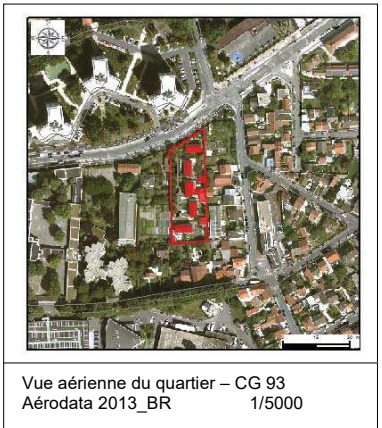 Vue aérienne du quartier – CG 93
Aérodata 2013_BR 1/5000